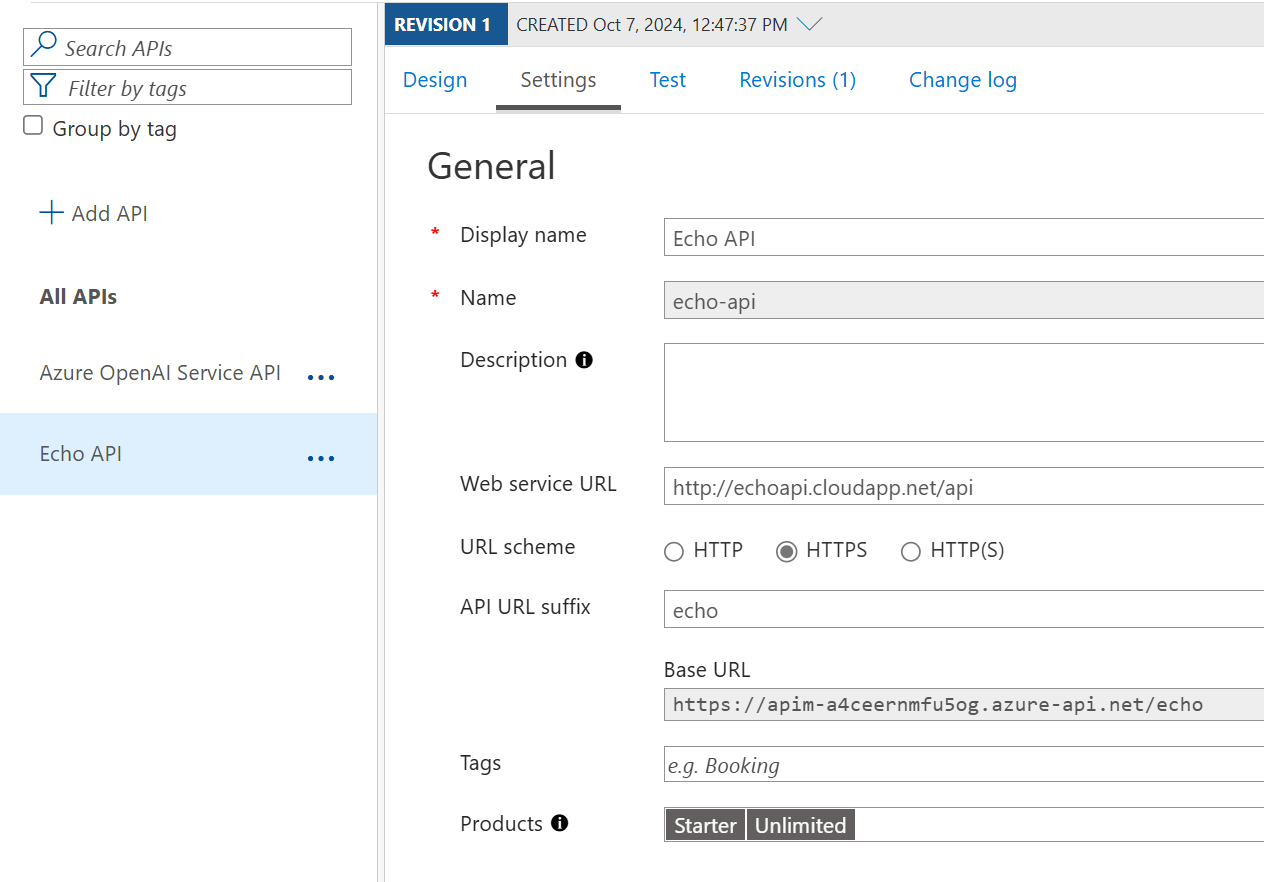 Search APIs
Filter by tags
Group by tag
Add API
All APIs
Azure OpenAI Service API
Echo API
REVISION 1 CREATED Oct 7, 2024, 12:47:37 PM
Design Settings Test Revisions (1) Change log
General
* Display name Echo API
* Name echo-api
Description
Web service URL http://echoapi.cloudapp.net/api
URL scheme HTTP HTTPS HTTP(S)
API URL suffix echo
Base URL
https://apim-a4ceernmfu5og.azure-api.net/echo
Tags e.g. Booking
Products Starter Unlimited